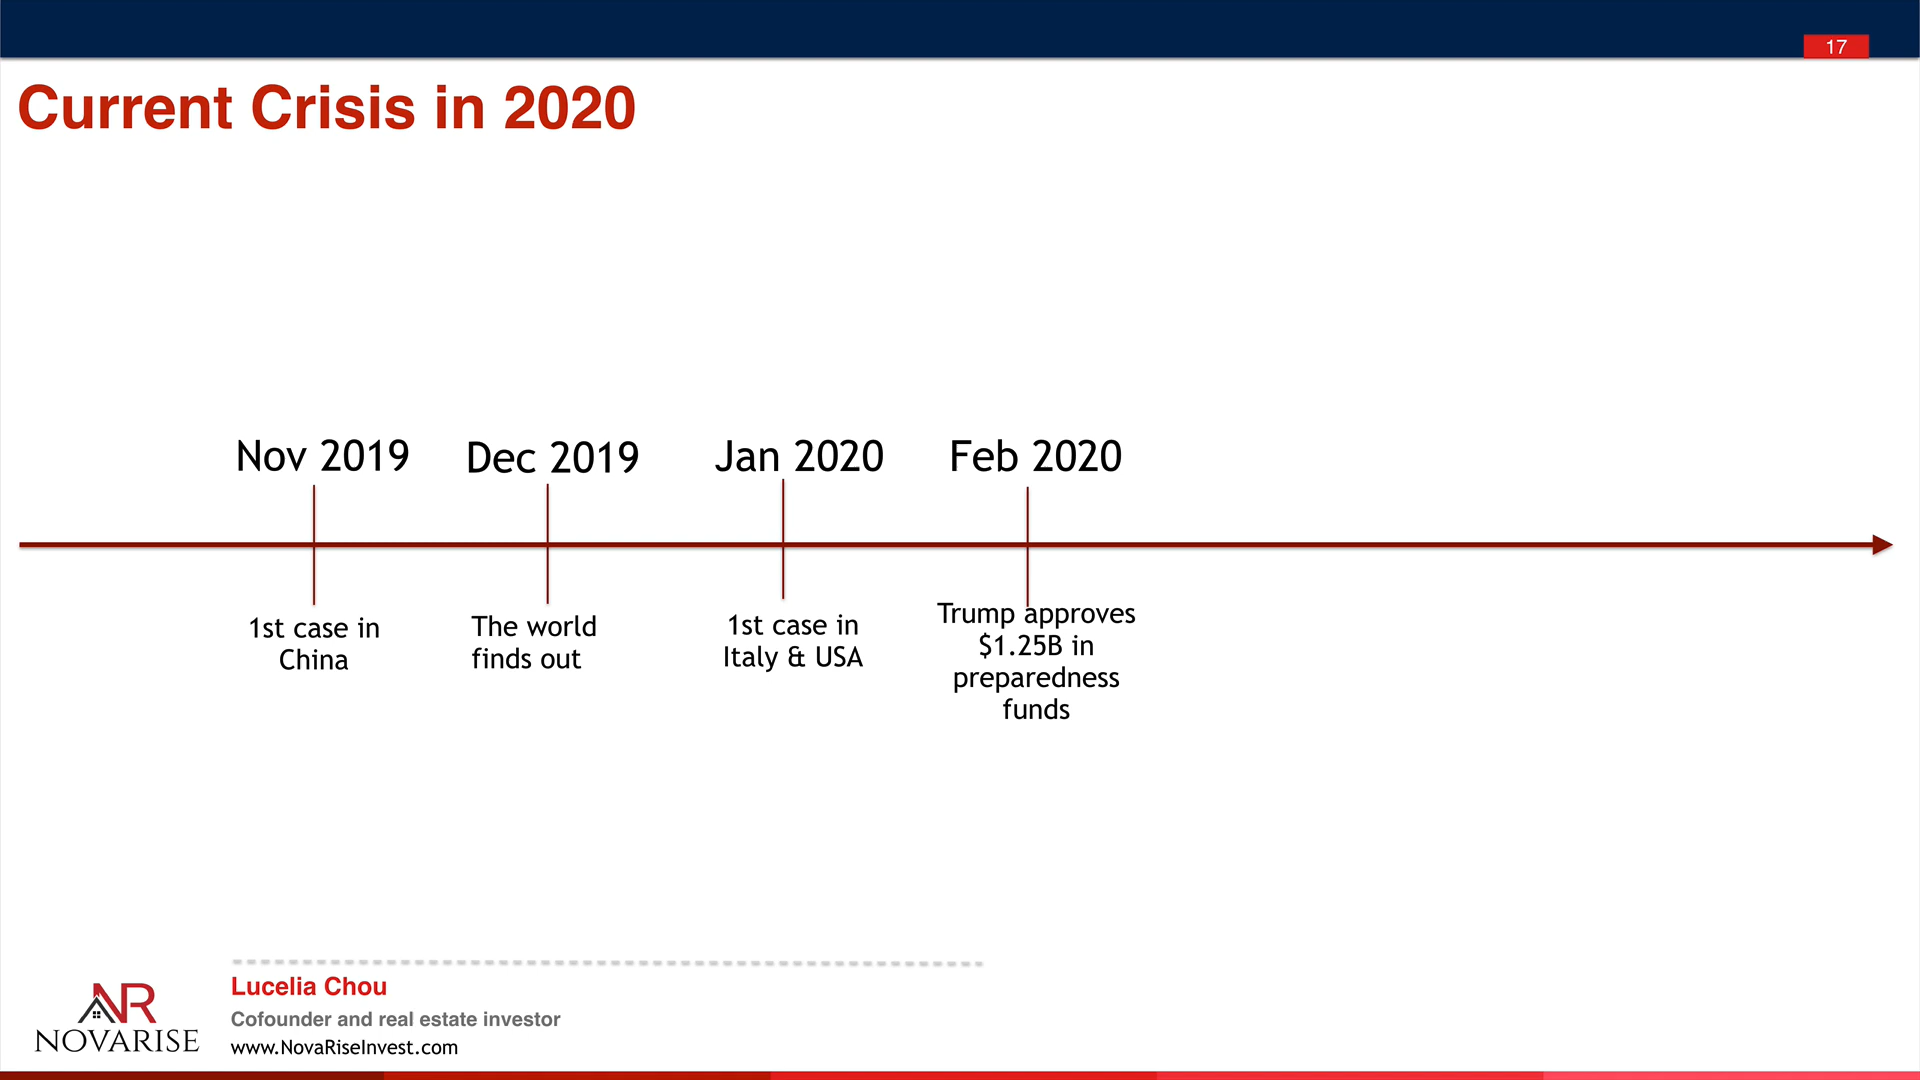 17
Current Crisis in 2020
Nov 2019
Dec 2019
Jan 2020
Feb 2020
1st case in
China
The world
finds out
1st case in
Italy & USA
Trump approves
$1.25B in
preparedness
funds
NR
NOVARISE
Lucelia Chou
Cofounder and real estate investor
www.NovaRiseInvest.com